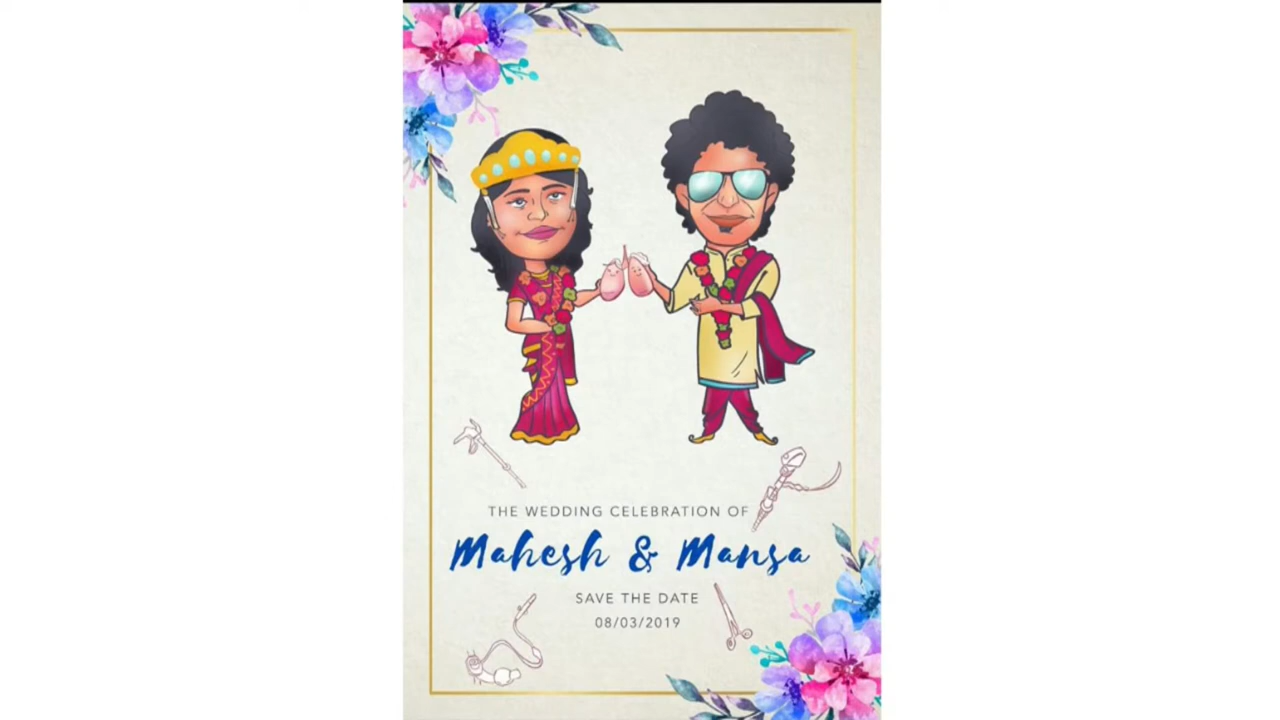 THE WEDDING CELEBRATION OF
Mahesh & Mansa
SAVE THE DATE
08/03/2019